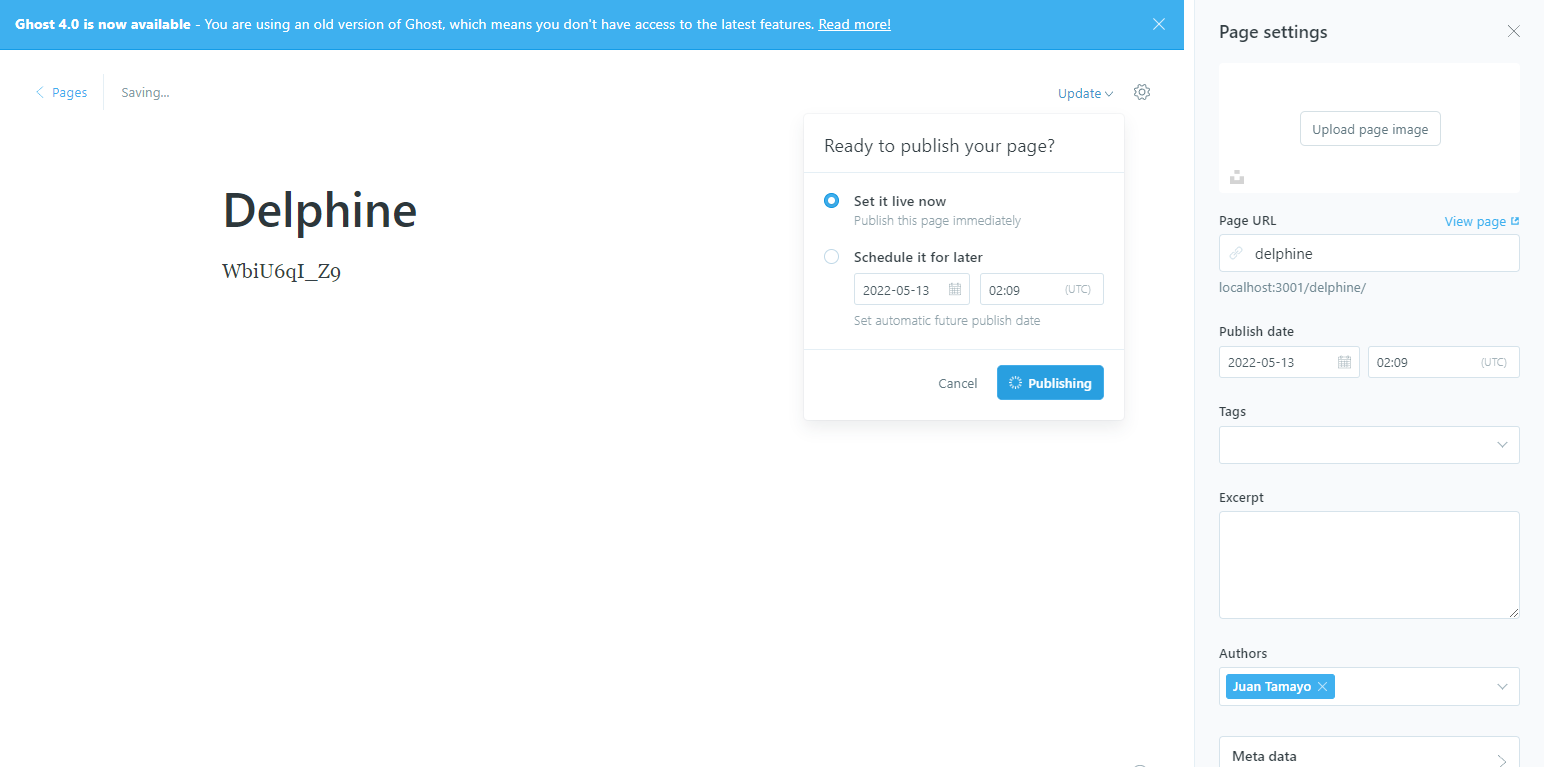 Ghost 4.0 is now available - You are using an old version of Ghost, which means you don't have access to the latest features. Read more!
Pages
Saving...
Update
Ready to publish your page?
Set it live now
Publish this page immediately
Schedule it for later
2022-05-13
02:09
(UTC)
Set automatic future publish date
Cancel
Publishing
Delphine
WbiU6qI_Z9
Page settings
Upload page image
Page URL
View page
delphine
localhost:3001/delphine/
Publish date
2022-05-13
02:09
(UTC)
Tags
Excerpt
Authors
Juan Tamayo
Meta data